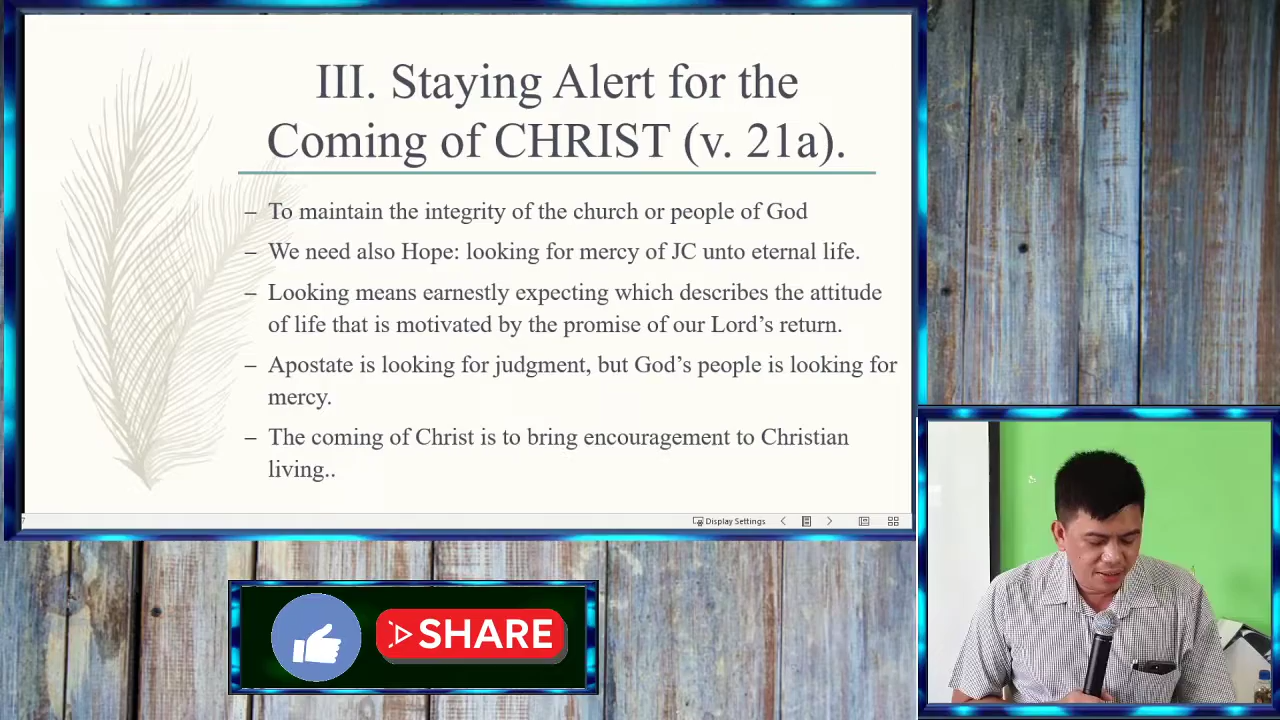 III. Staying Alert for the
Coming of CHRIST (v. 21a).
– To maintain the integrity of the church or people of God
– We need also Hope: looking for mercy of JC unto eternal life.
– Looking means earnestly expecting which describes the attitude
of life that is motivated by the promise of our Lord’s return.
– Apostate is looking for judgment, but God’s people is looking for
mercy.
– The coming of Christ is to bring encouragement to Christian
living..
7
Display Settings
SHARE